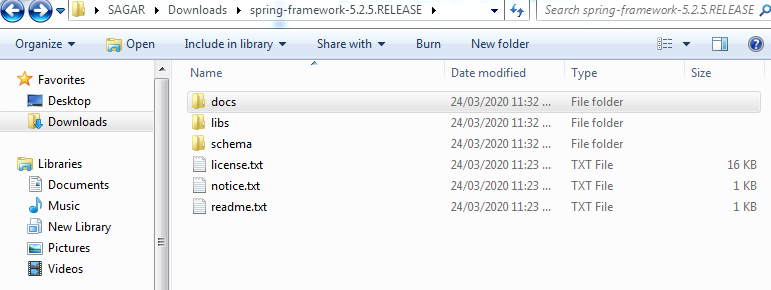 SAGAR Downloads spring-framework-5.2.5.RELEASE Search spring-framework-5.2.5.RELEASE
Organize Open Include in library Share with Burn New folder
Favorites
Desktop
Downloads
Libraries
Documents
Music
New Library
Pictures
Videos
Name Date modified Type Size
docs 24/03/2020 11:32 ... File folder
libs 24/03/2020 11:32 ... File folder
schema 24/03/2020 11:32 ... File folder
license.txt 24/03/2020 11:23 ... TXT File 16 KB
notice.txt 24/03/2020 11:23 ... TXT File 1 KB
readme.txt 24/03/2020 11:23 ... TXT File 1 KB